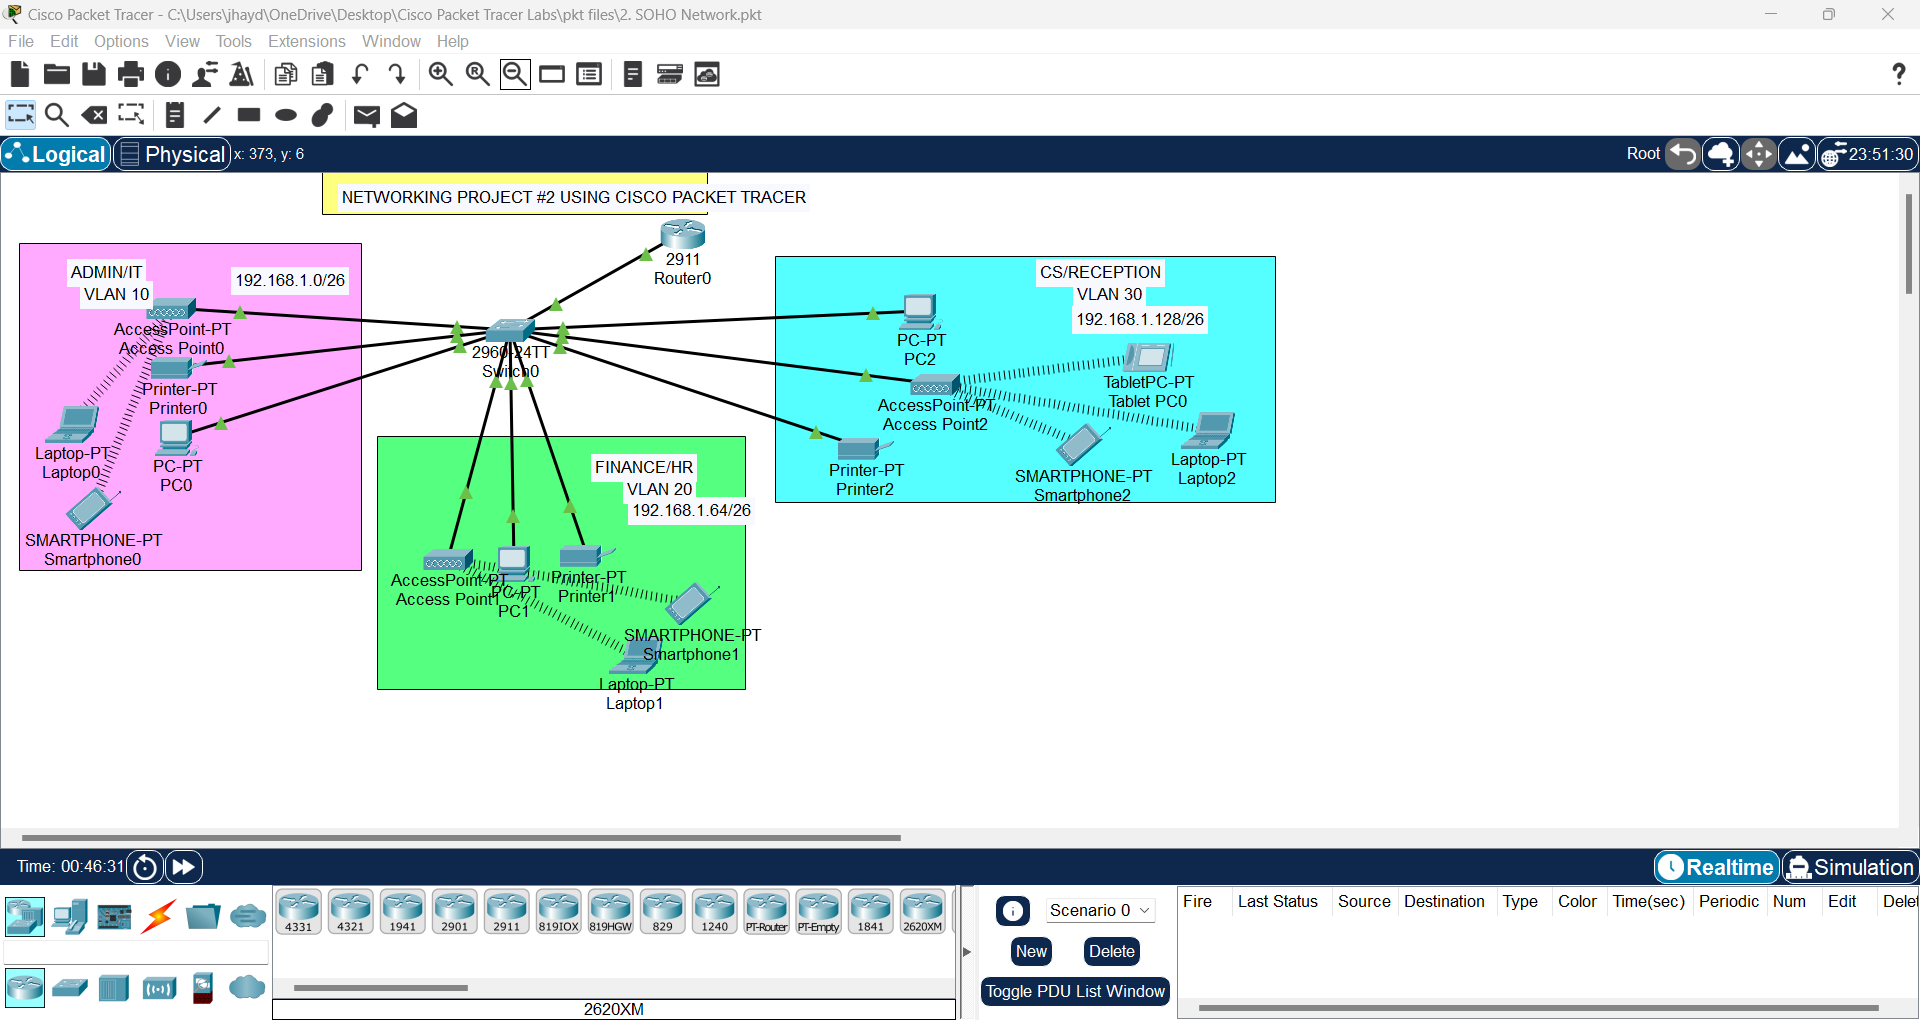 Cisco Packet Tracer - C:\Users\jhayd\OneDrive\Desktop\Cisco Packet Tracer Labs\pkt files\2. SOHO Network.pkt
File Edit Options View Tools Extensions Window Help
Logical Physical x: 373, y: 6 Root 23:51:30
NETWORKING PROJECT #2 USING CISCO PACKET TRACER
2911
Router0
ADMIN/IT
VLAN 10
192.168.1.0/26
AccessPoint-PT
Access Point0
Printer-PT
Printer0
Laptop-PT
Laptop0
PC-PT
PC0
SMARTPHONE-PT
Smartphone0
2960-24TT
Switch0
CS/RECEPTION
VLAN 30
192.168.1.128/26
PC-PT
PC2
TabletPC-PT
Tablet PC0
AccessPoint-PT
Access Point2
Printer-PT
Printer2
SMARTPHONE-PT
Smartphone2
Laptop-PT
Laptop2
FINANCE/HR
VLAN 20
192.168.1.64/26
AccessPoint-PT
Access Point1
PC-PT
PC1
Printer-PT
Printer1
SMARTPHONE-PT
Smartphone1
Laptop-PT
Laptop1
Time: 00:46:31 Realtime Simulation
4331 4321 1941 2901 2911 819IOX 819HGW 829 1240 PT-Router PT-Empty 1841 2620XM
2620XM
Scenario 0
New Delete
Toggle PDU List Window
Fire Last Status Source Destination Type Color Time(sec) Periodic Num Edit Delet